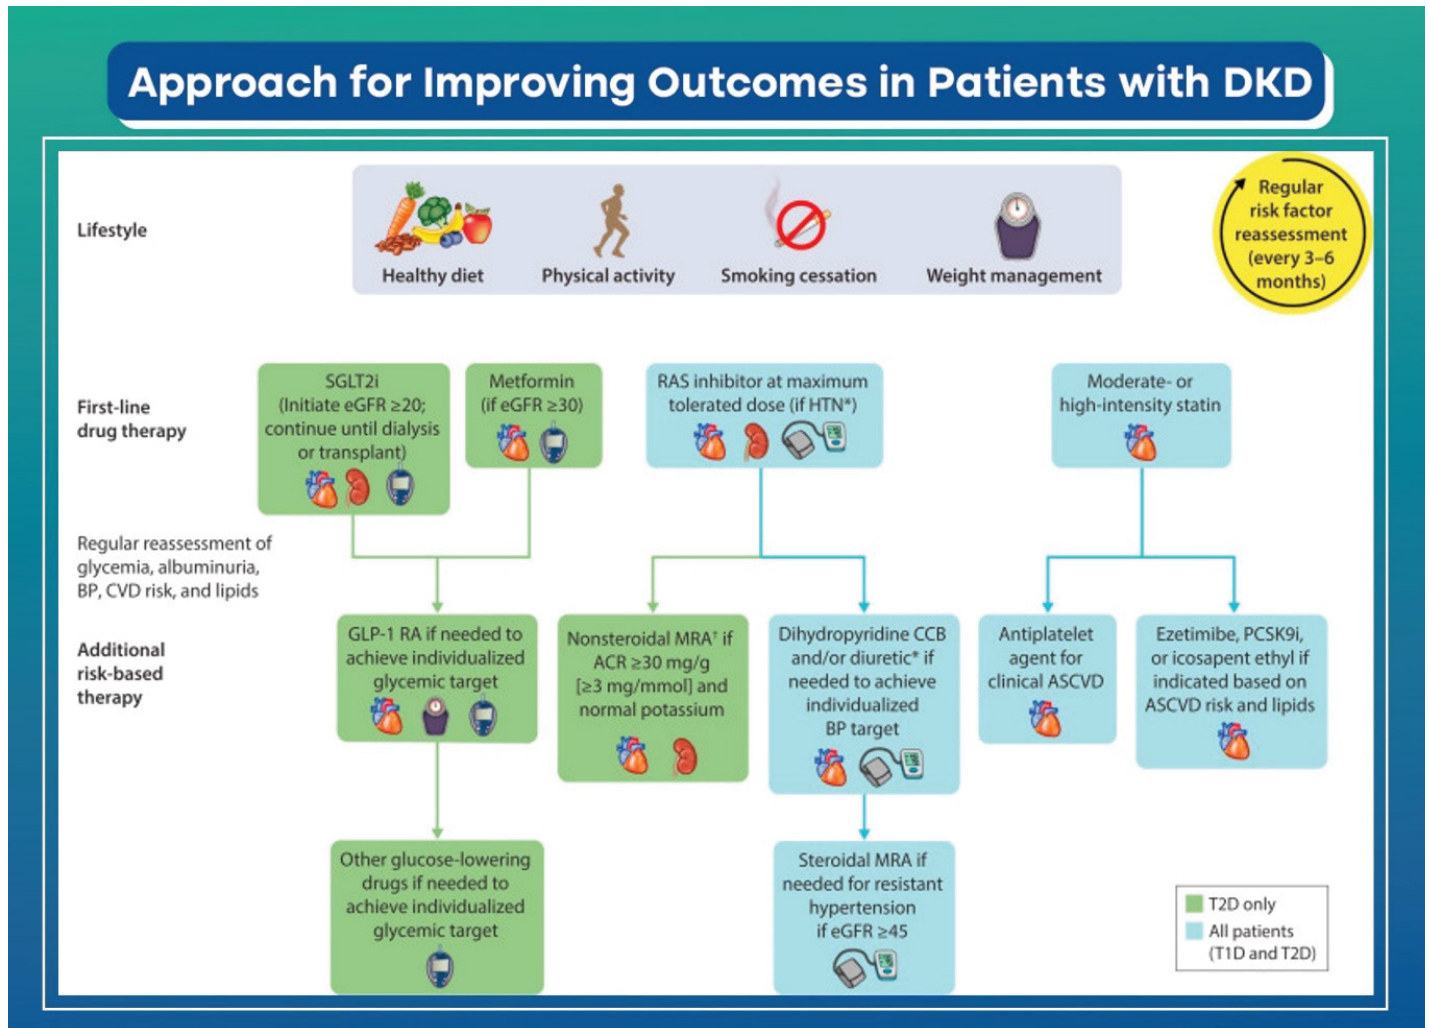 Approach for Improving Outcomes in Patients with DKD
Lifestyle
Healthy diet
Physical activity
Smoking cessation
Weight management
Regular
risk factor
reassessment
(every 3–6
months)
First-line
drug therapy
SGLT2i
(Initiate eGFR ≥20;
continue until dialysis
or transplant)
Metformin
(if eGFR ≥30)
RAS inhibitor at maximum
tolerated dose (if HTN*)
Moderate- or
high-intensity statin
Regular reassessment of
glycemia, albuminuria,
BP, CVD risk, and lipids
Additional
risk-based
therapy
GLP-1 RA if needed to
achieve individualized
glycemic target
Nonsteroidal MRA† if
ACR ≥30 mg/g
[≥3 mg/mmol] and
normal potassium
Dihydropyridine CCB
and/or diuretic* if
needed to achieve
individualized
BP target
Antiplatelet
agent for
clinical ASCVD
Ezetimibe, PCSK9i,
or icosapent ethyl if
indicated based on
ASCVD risk and lipids
Other glucose-lowering
drugs if needed to
achieve individualized
glycemic target
Steroidal MRA if
needed for resistant
hypertension
if eGFR ≥45
T2D only
All patients
(T1D and T2D)